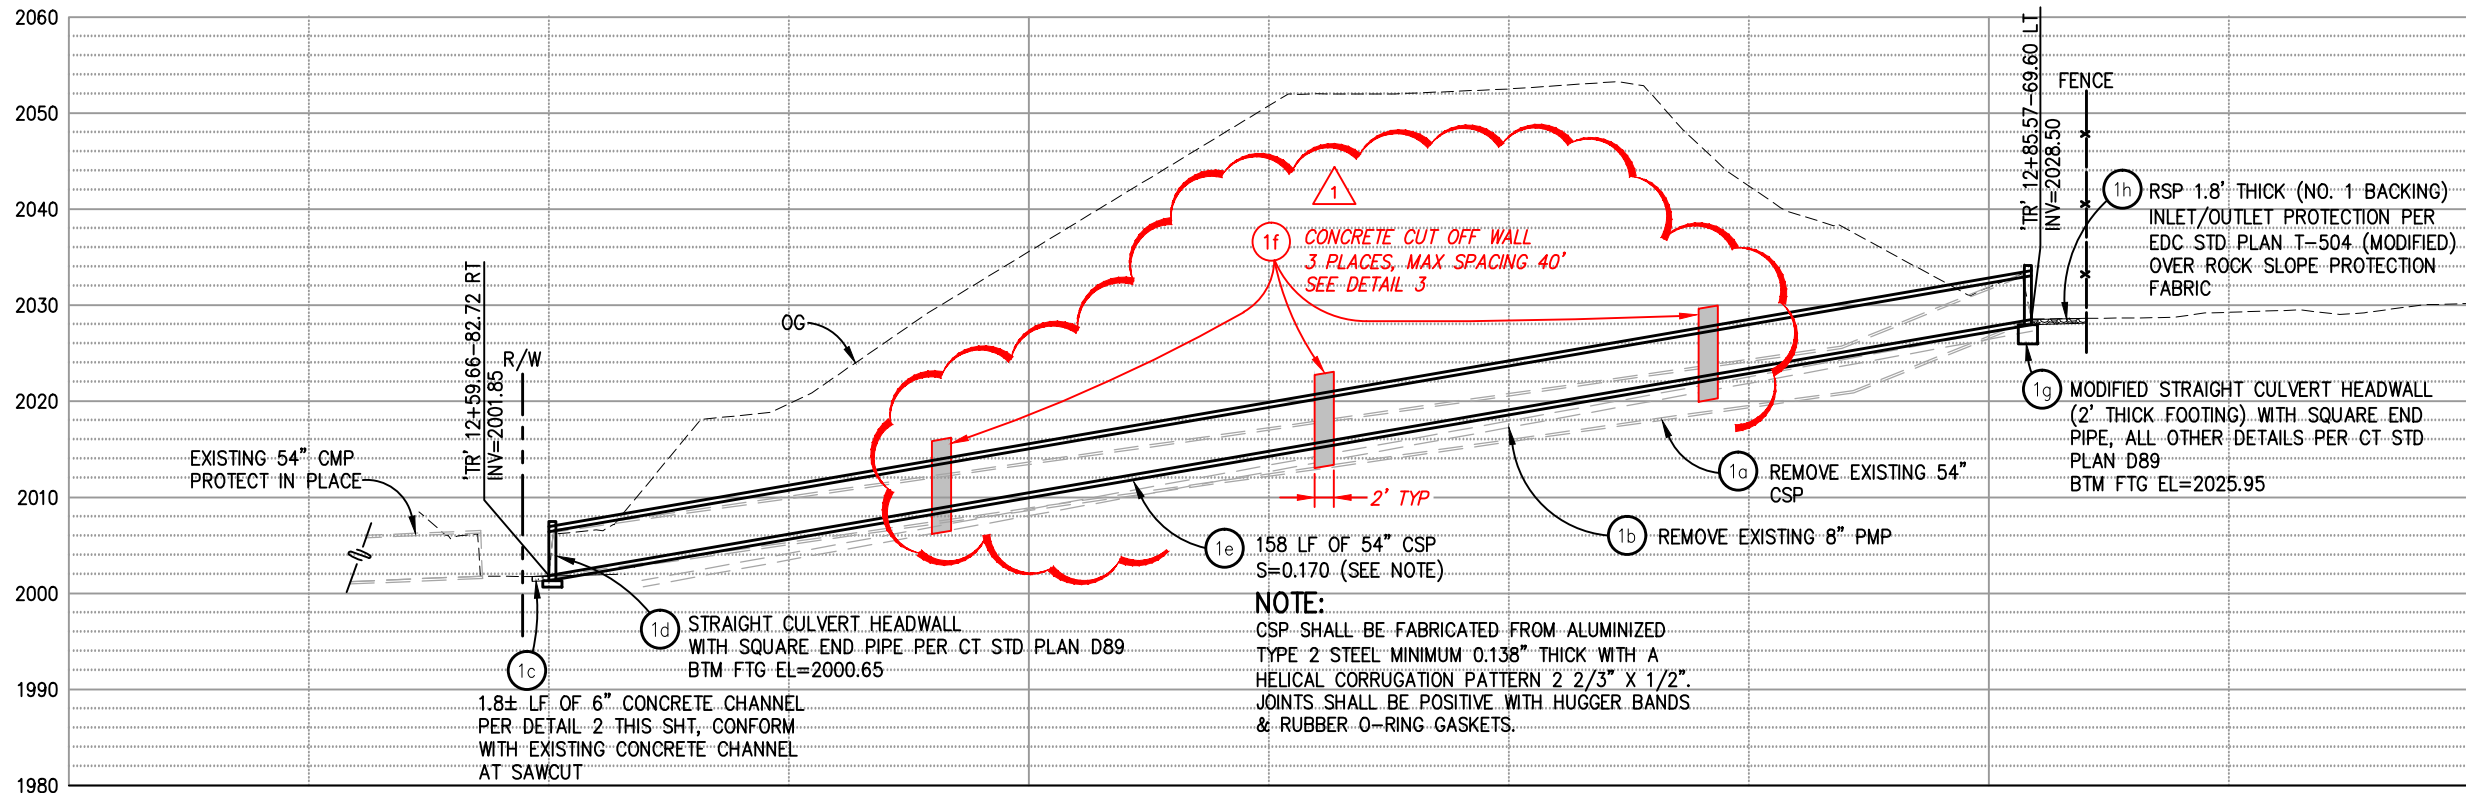 2060
2050
2040
2030
2020
2010
2000
1990
1980
'TR' 12+59.66-82.72 RT
INV=2001.85
R/W
EXISTING 54" CMP
PROTECT IN PLACE
OG
1
1f
CONCRETE CUT OFF WALL
3 PLACES, MAX SPACING 40'
SEE DETAIL 3
2' TYP
'TR' 12+85.57-69.60 LT
INV=2028.50
FENCE
1h
RSP 1.8' THICK (NO. 1 BACKING)
INLET/OUTLET PROTECTION PER
EDC STD PLAN T-504 (MODIFIED)
OVER ROCK SLOPE PROTECTION
FABRIC
1g
MODIFIED STRAIGHT CULVERT HEADWALL
(2' THICK FOOTING) WITH SQUARE END
PIPE, ALL OTHER DETAILS PER CT STD
PLAN D89
BTM FTG EL=2025.95
1a
REMOVE EXISTING 54"
CSP
1b
REMOVE EXISTING 8" PMP
1e
158 LF OF 54" CSP
S=0.170 (SEE NOTE)
NOTE:
CSP SHALL BE FABRICATED FROM ALUMINIZED
TYPE 2 STEEL MINIMUM 0.138" THICK WITH A
HELICAL CORRUGATION PATTERN 2 2/3" X 1/2".
JOINTS SHALL BE POSITIVE WITH HUGGER BANDS
& RUBBER O-RING GASKETS.
1d
STRAIGHT CULVERT HEADWALL
WITH SQUARE END PIPE PER CT STD PLAN D89
BTM FTG EL=2000.65
1c
1.8± LF OF 6" CONCRETE CHANNEL
PER DETAIL 2 THIS SHT, CONFORM
WITH EXISTING CONCRETE CHANNEL
AT SAWCUT